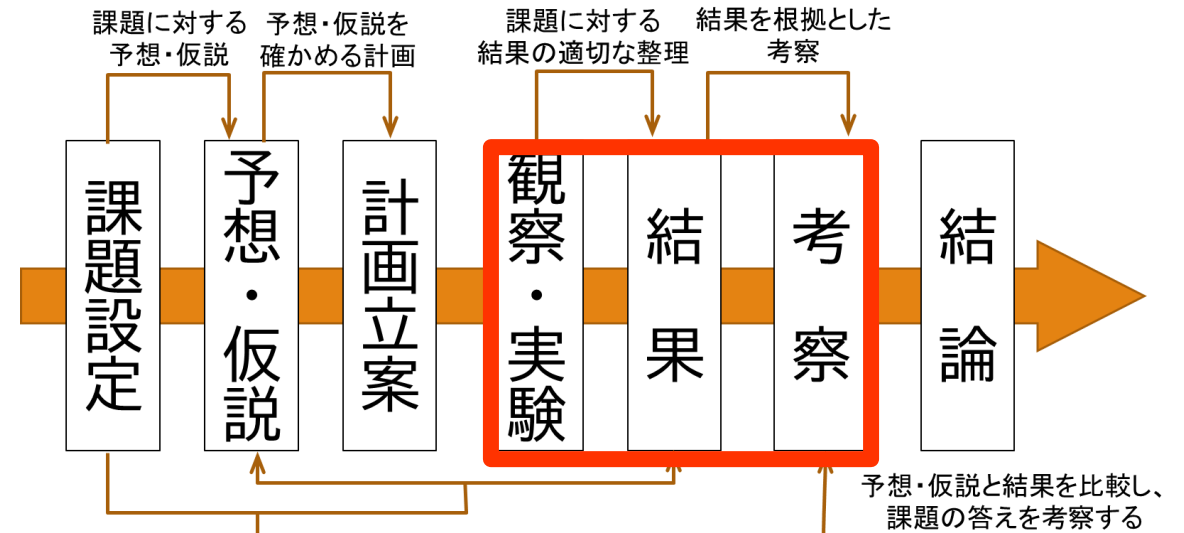 課題に対する
予想・仮説
予想・仮説を
確かめる計画
課題に対する
結果の適切な整理
結果を根拠とした
考察
課題設定
予想・仮説
計画立案
観察・実験
結果
考察
結論
予想・仮説と結果を比較し、
課題の答えを考察する